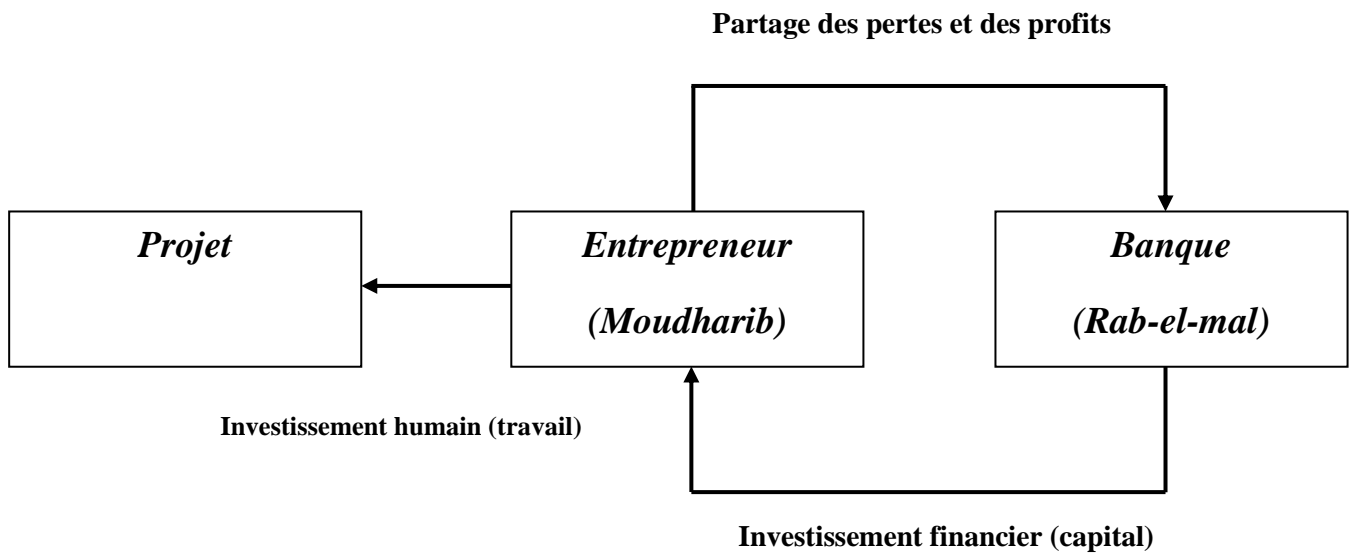 Partage des pertes et des profits
Projet
Entrepreneur
(Moudharib)
Banque
(Rab-el-mal)
Investissement humain (travail)
Investissement financier (capital)